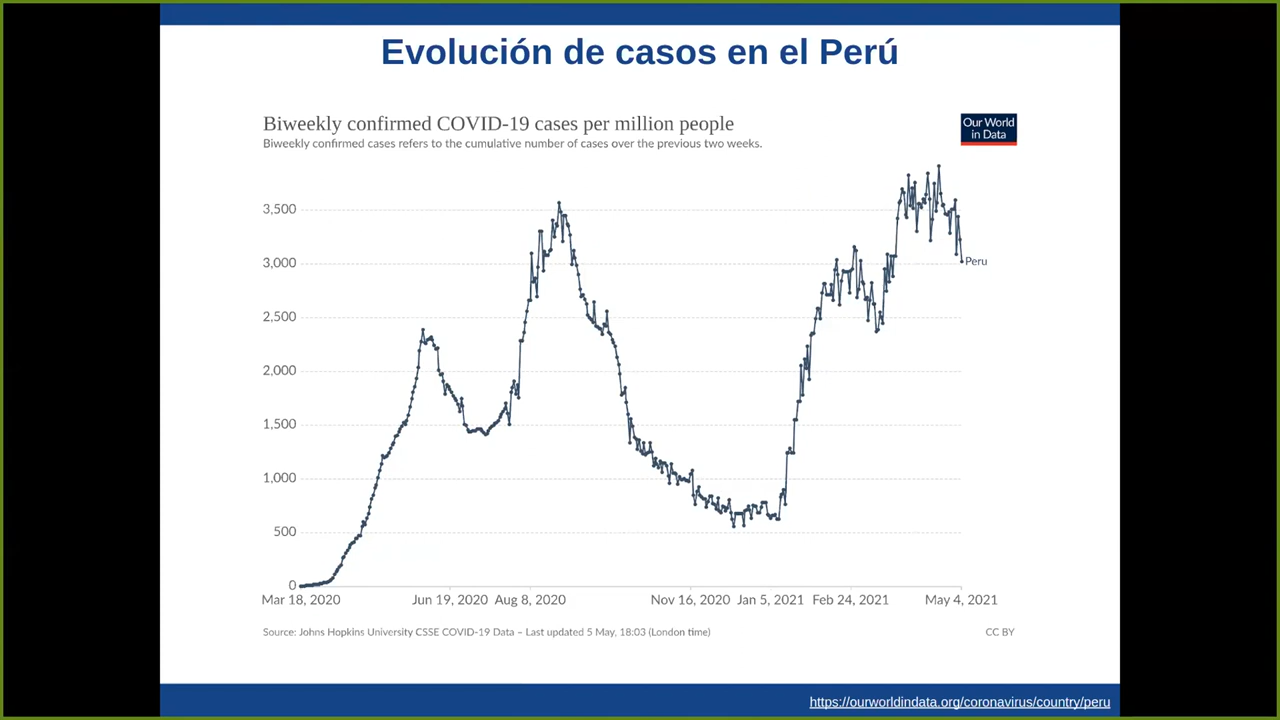 Evolución de casos en el Perú
Biweekly confirmed COVID-19 cases per million people
Biweekly confirmed cases refers to the cumulative number of cases over the previous two weeks.
Our World
in Data
3,500
3,000
2,500
2,000
1,500
1,000
500
0
Peru
Mar 18, 2020
Jun 19, 2020
Aug 8, 2020
Nov 16, 2020
Jan 5, 2021
Feb 24, 2021
May 4, 2021
Source: Johns Hopkins University CSSE COVID-19 Data – Last updated 5 May, 18:03 (London time)
CC BY
https://ourworldindata.org/coronavirus/country/peru